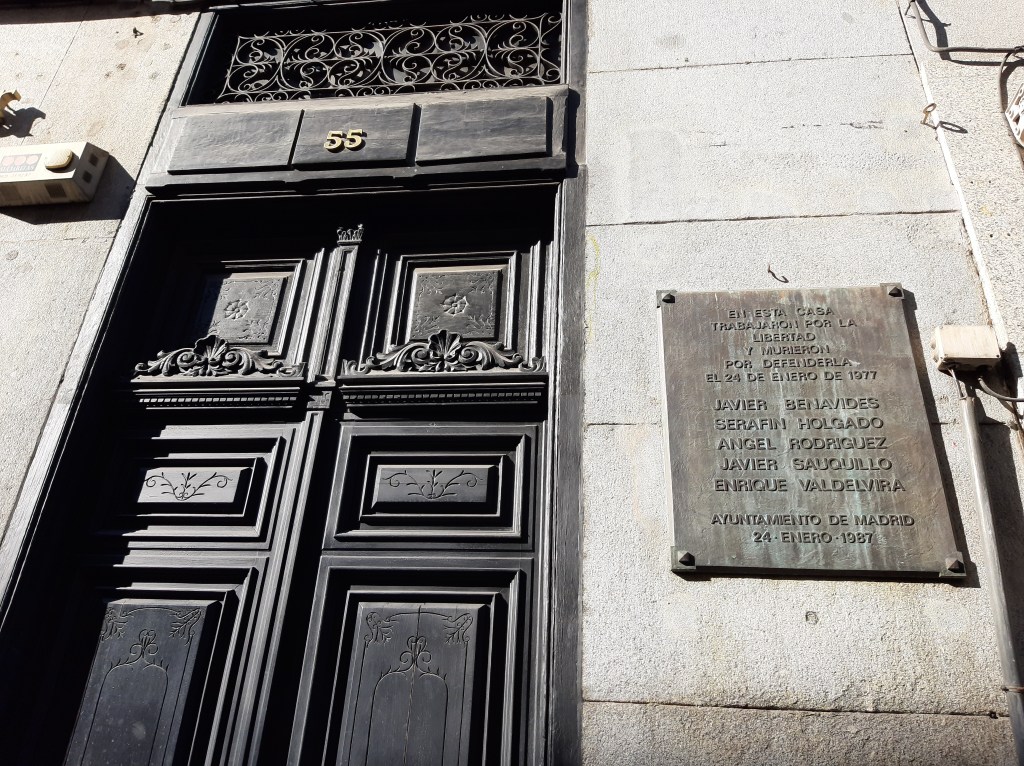 55
EN ESTA CASA
TRABAJARON POR LA
LIBERTAD
Y MURIERON
POR DEFENDERLA
EL 24 DE ENERO DE 1977
JAVIER BENAVIDES
SERAFIN HOLGADO
ANGEL RODRIGUEZ
JAVIER SAUQUILLO
ENRIQUE VALDELVIRA
AYUNTAMIENTO DE MADRID
24-ENERO-1987